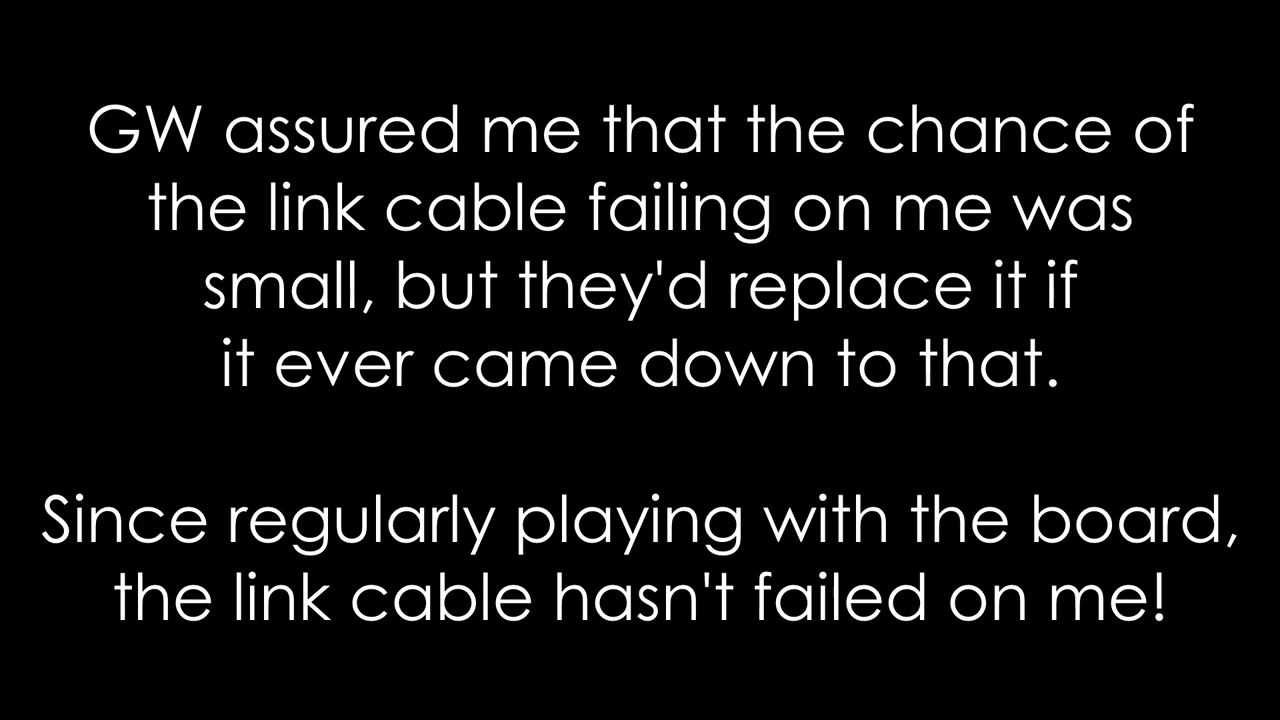 GW assured me that the chance of
the link cable failing on me was
small, but they'd replace it if
it ever came down to that.
Since regularly playing with the board,
the link cable hasn't failed on me!